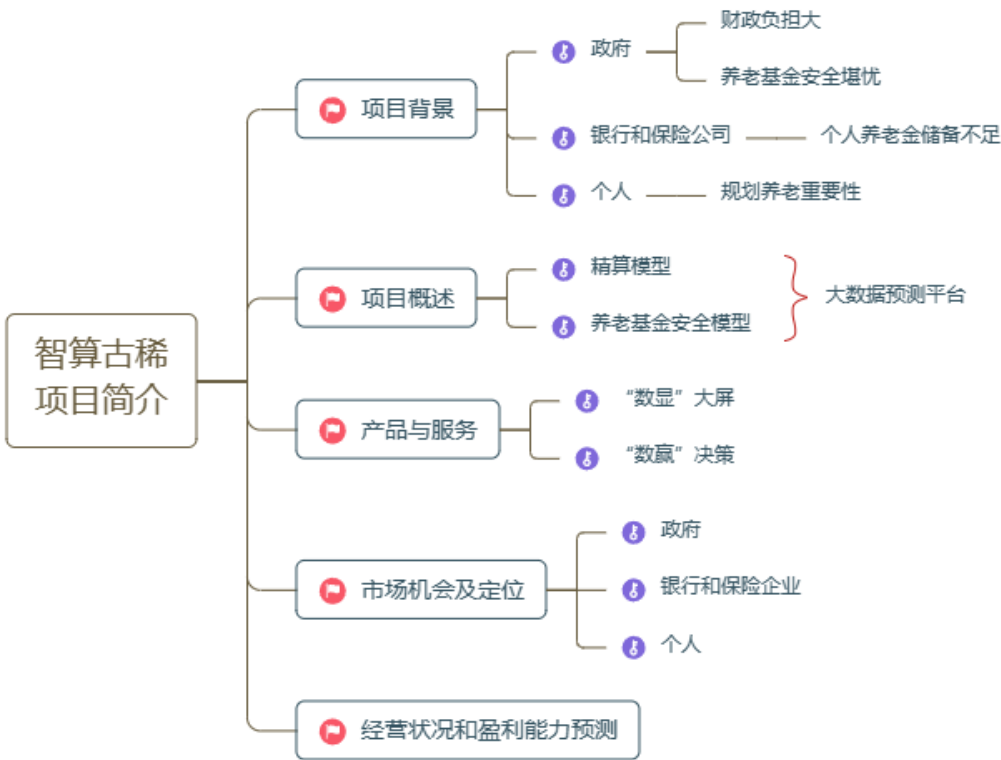 智算古稀
项目简介
项目背景
政府
财政负担大
养老基金安全堪忧
银行和保险公司
个人养老金储备不足
个人
规划养老重要性
项目概述
精算模型
养老基金安全模型
大数据预测平台
产品与服务
“数显”大屏
“数赢”决策
市场机会及定位
政府
银行和保险企业
个人
经营状况和盈利能力预测